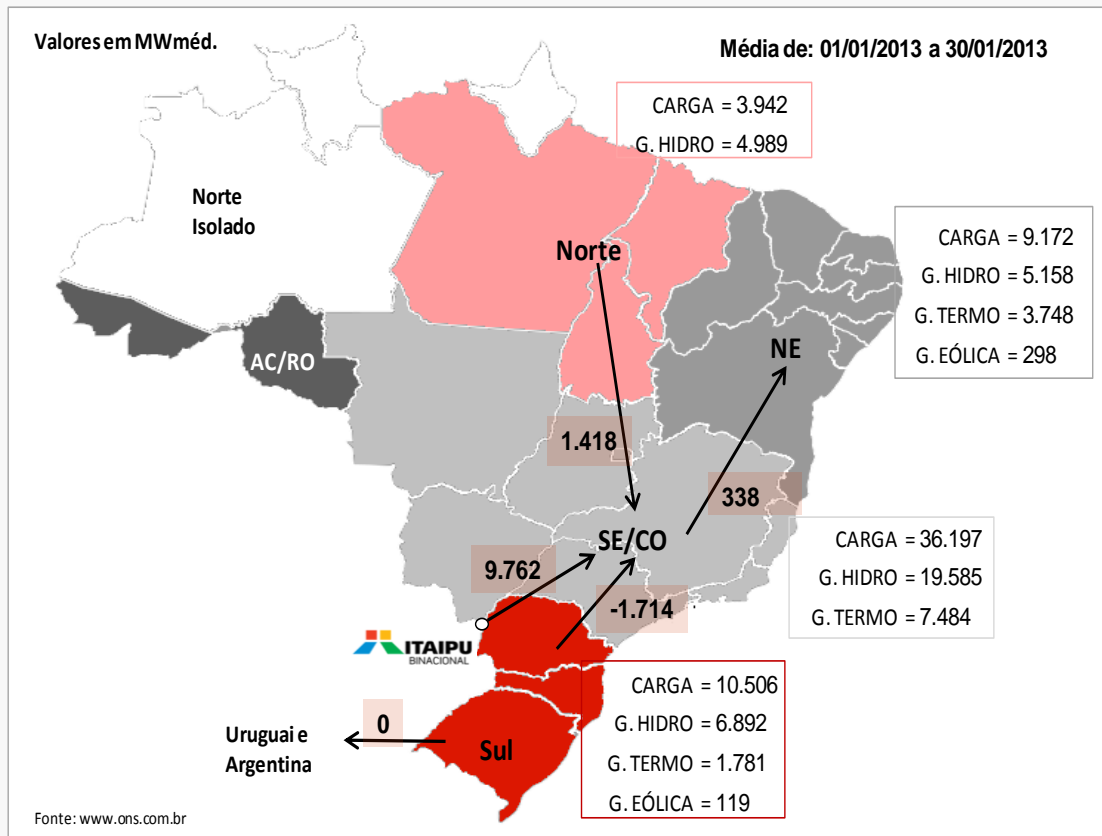 Valores em MWméd.
Média de: 01/01/2013 a 30/01/2013
CARGA = 3.942
G. HIDRO = 4.989
Norte
Isolado
Norte
CARGA = 9.172
G. HIDRO = 5.158
G. TERMO = 3.748
G. EÓLICA = 298
AC/RO
NE
1.418
338
SE/CO
CARGA = 36.197
G. HIDRO = 19.585
G. TERMO = 7.484
9.762
-1.714
ITAIPU
BINACIONAL
CARGA = 10.506
G. HIDRO = 6.892
G. TERMO = 1.781
G. EÓLICA = 119
0
Uruguai e
Argentina
Sul
Fonte: www.ons.com.br